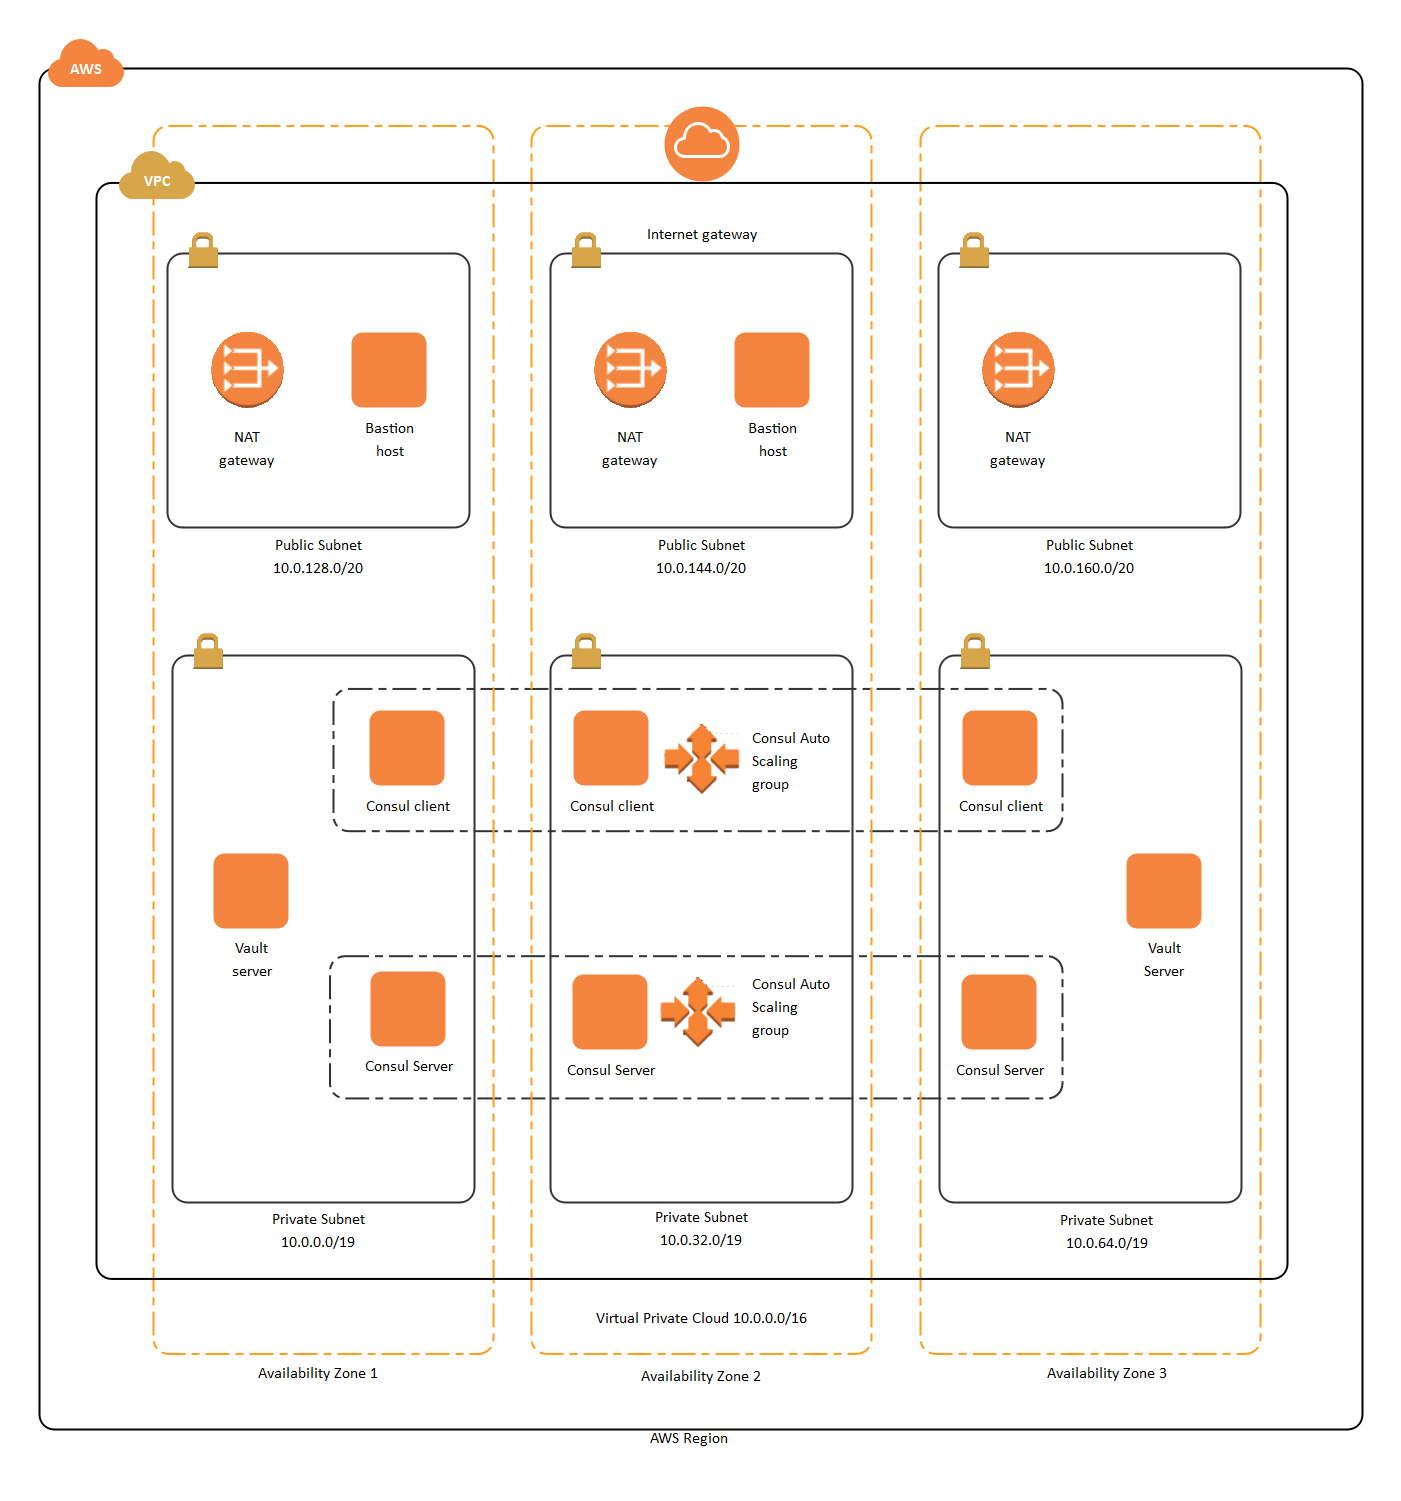 AWS
VPC
Internet gateway
NAT
gateway
Bastion
host
NAT
gateway
Bastion
host
NAT
gateway
Public Subnet
10.0.128.0/20
Public Subnet
10.0.144.0/20
Public Subnet
10.0.160.0/20
Consul client
Consul client
Consul Auto
Scaling
group
Consul client
Vault
server
Vault
Server
Consul Server
Consul Server
Consul Auto
Scaling
group
Consul Server
Private Subnet
10.0.0.0/19
Private Subnet
10.0.32.0/19
Private Subnet
10.0.64.0/19
Virtual Private Cloud 10.0.0.0/16
Availability Zone 1
Availability Zone 2
Availability Zone 3
AWS Region